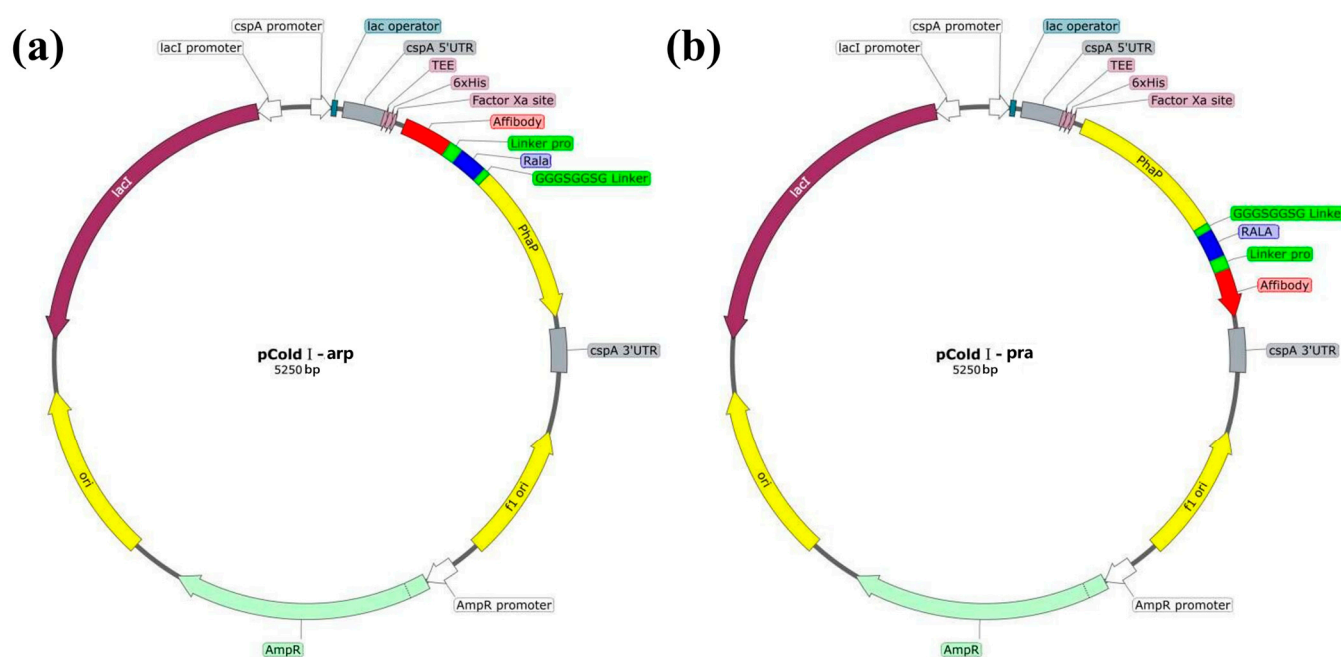 (a)
cspA promoter
lac operator
lacI promoter
cspA 5'UTR
TEE
6xHis
Factor Xa site
Affibody
Linker pro
Rala
GGGSGGSG Linker
lacI
PhaP
pCold I - arp
5250 bp
cspA 3'UTR
ori
f1 ori
AmpR promoter
AmpR
(b)
cspA promoter
lac operator
lacI promoter
cspA 5'UTR
TEE
6xHis
Factor Xa site
PhaP
GGGSGGSG Linke
RALA
Linker pro
Affibody
lacI
pCold I - pra
5250 bp
cspA 3'UTR
ori
f1 ori
AmpR promoter
AmpR